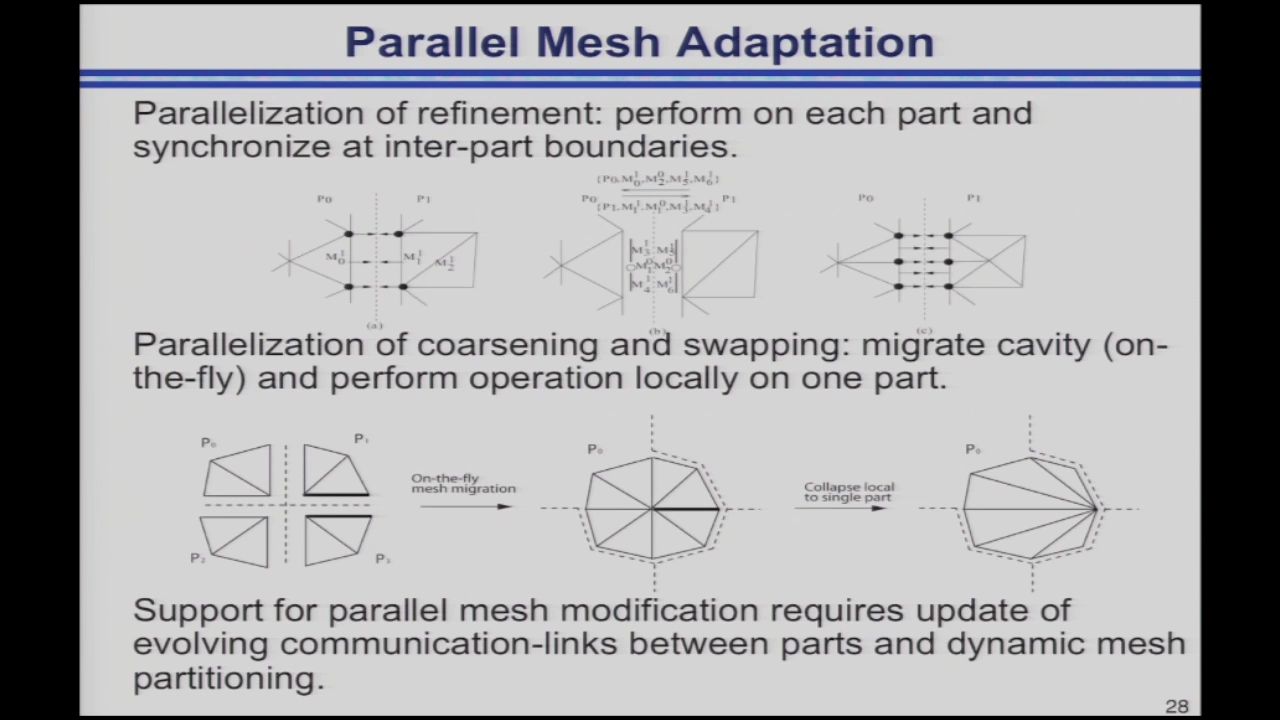 Parallel Mesh Adaptation
Parallelization of refinement: perform on each part and
synchronize at inter-part boundaries.
P0 P1
(a)
P0 P1
(b)
P0 P1
(c)
Parallelization of coarsening and swapping: migrate cavity (on-
the-fly) and perform operation locally on one part.
P0 P1
P2 P3
On-the-fly
mesh migration
P0
Collapse local
to single part
P0
Support for parallel mesh modification requires update of
evolving communication-links between parts and dynamic mesh
partitioning.
28